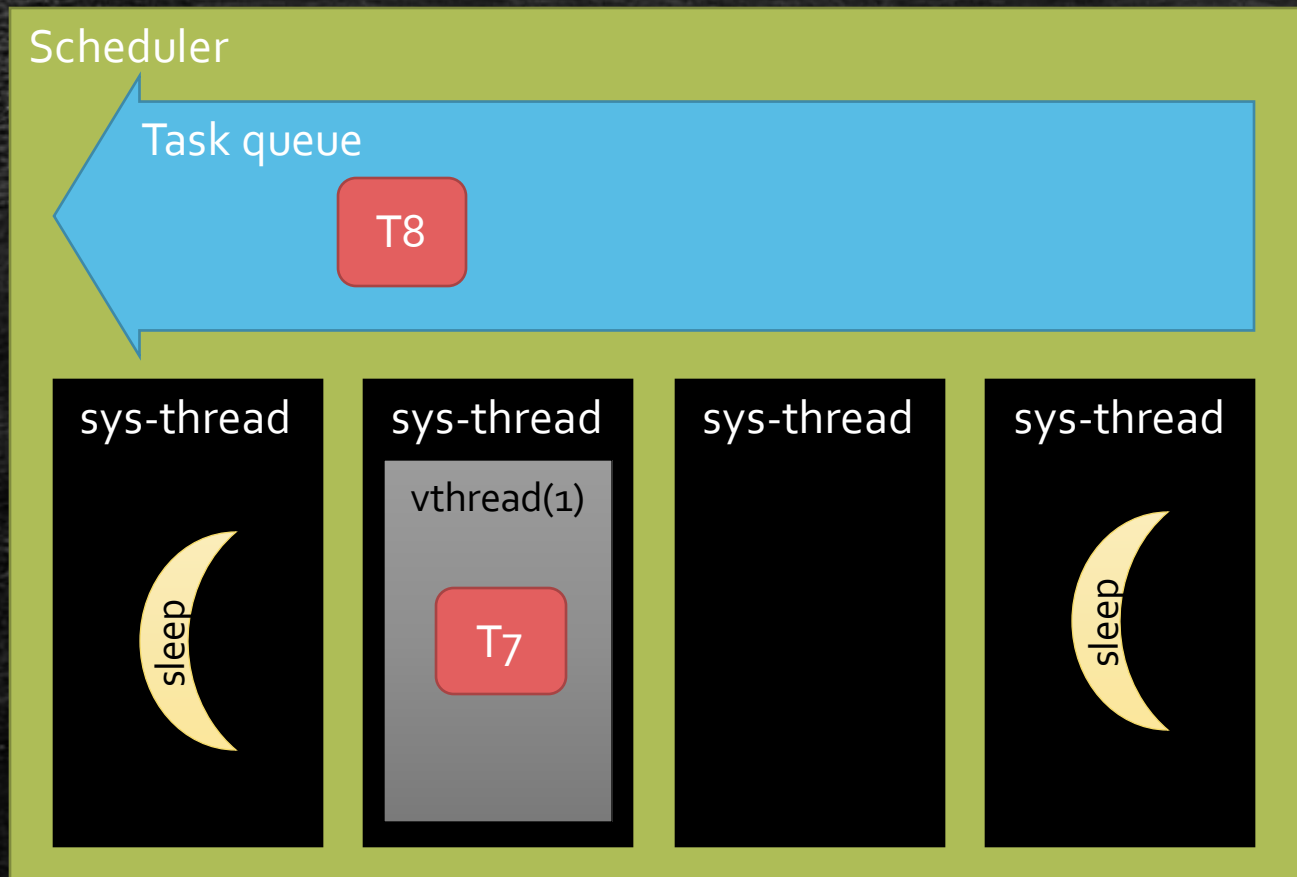 Scheduler
Task queue
T8
sys-thread
sys-thread
sys-thread
sys-thread
vthread(1)
sleep
T7
sleep